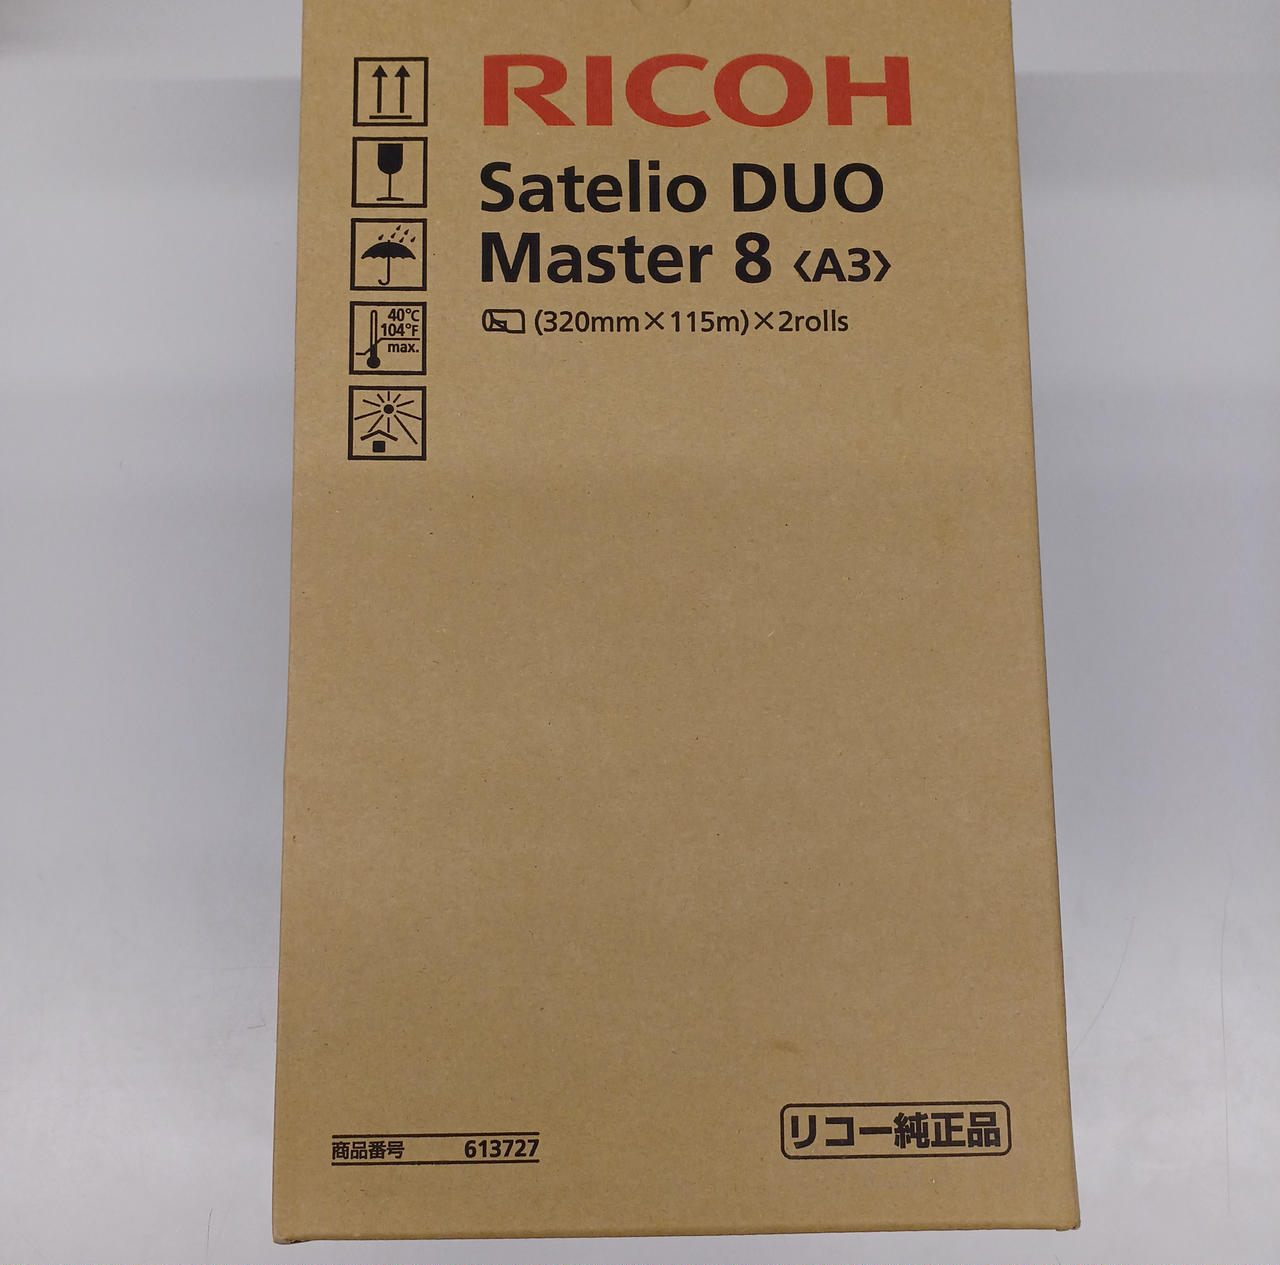 RICOH
Satelio DUO
Master 8 〈A3〉
(320mm×115m)×2rolls
40°C
104°F
max.
商品番号 613727
リコー純正品